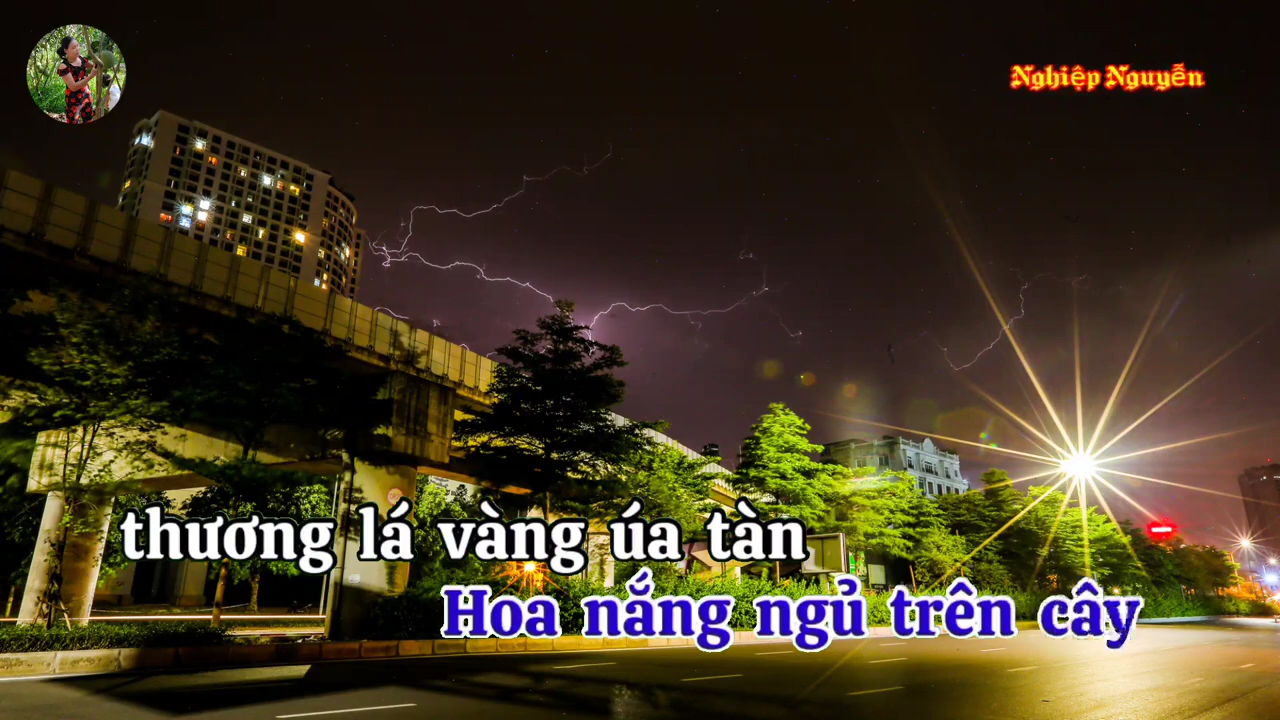 Nghiệp Nguyễn
thương lá vàng úa tàn
Hoa nắng ngủ trên cây